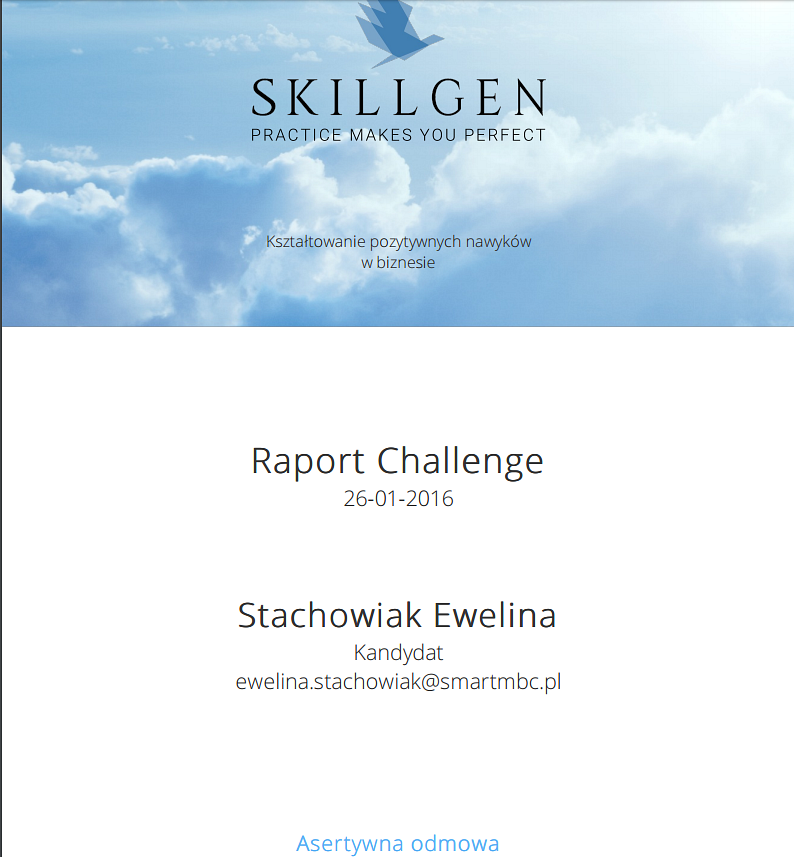 SKILLGEN
PRACTICE MAKES YOU PERFECT
Kształtowanie pozytywnych nawyków
w biznesie
Raport Challenge
26-01-2016
Stachowiak Ewelina
Kandydat
ewelina.stachowiak@smartmbc.pl
Asertywna odmowa